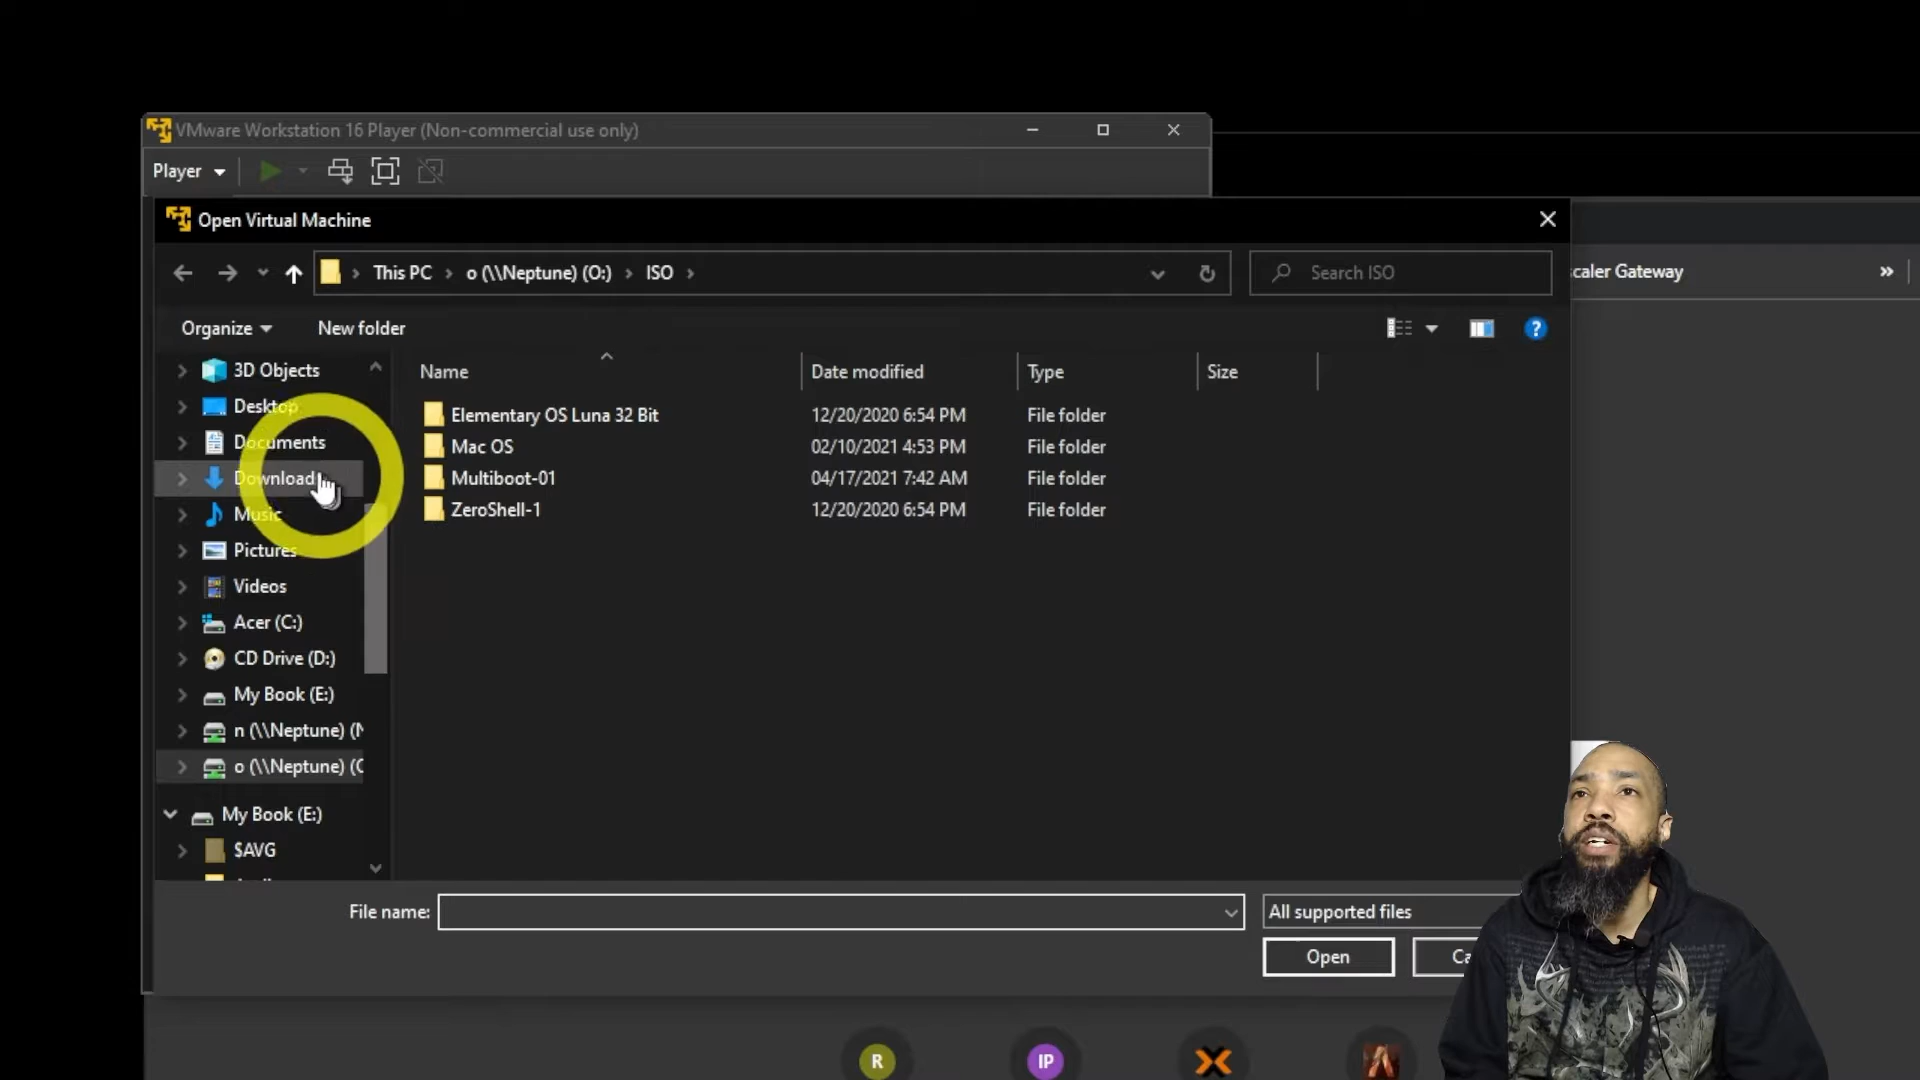 VMware Workstation 16 Player (Non-commercial use only)
Player
Open Virtual Machine
This PC > o (\\Neptune) (O:) > ISO >
Search ISO
scaler Gateway
»
Organize
New folder
?
Name
Date modified
Type
Size
3D Objects
Desktop
Documents
Download
Music
Pictures
Videos
Acer (C:)
CD Drive (D:)
My Book (E:)
n (\\Neptune) (N
o (\\Neptune) (O
My Book (E:)
$AVG
Elementary OS Luna 32 Bit 12/20/2020 6:54 PM File folder
Mac OS 02/10/2021 4:53 PM File folder
Multiboot-01 04/17/2021 7:42 AM File folder
ZeroShell-1 12/20/2020 6:54 PM File folder
File name:
All supported files
Open
Ca
R
IP